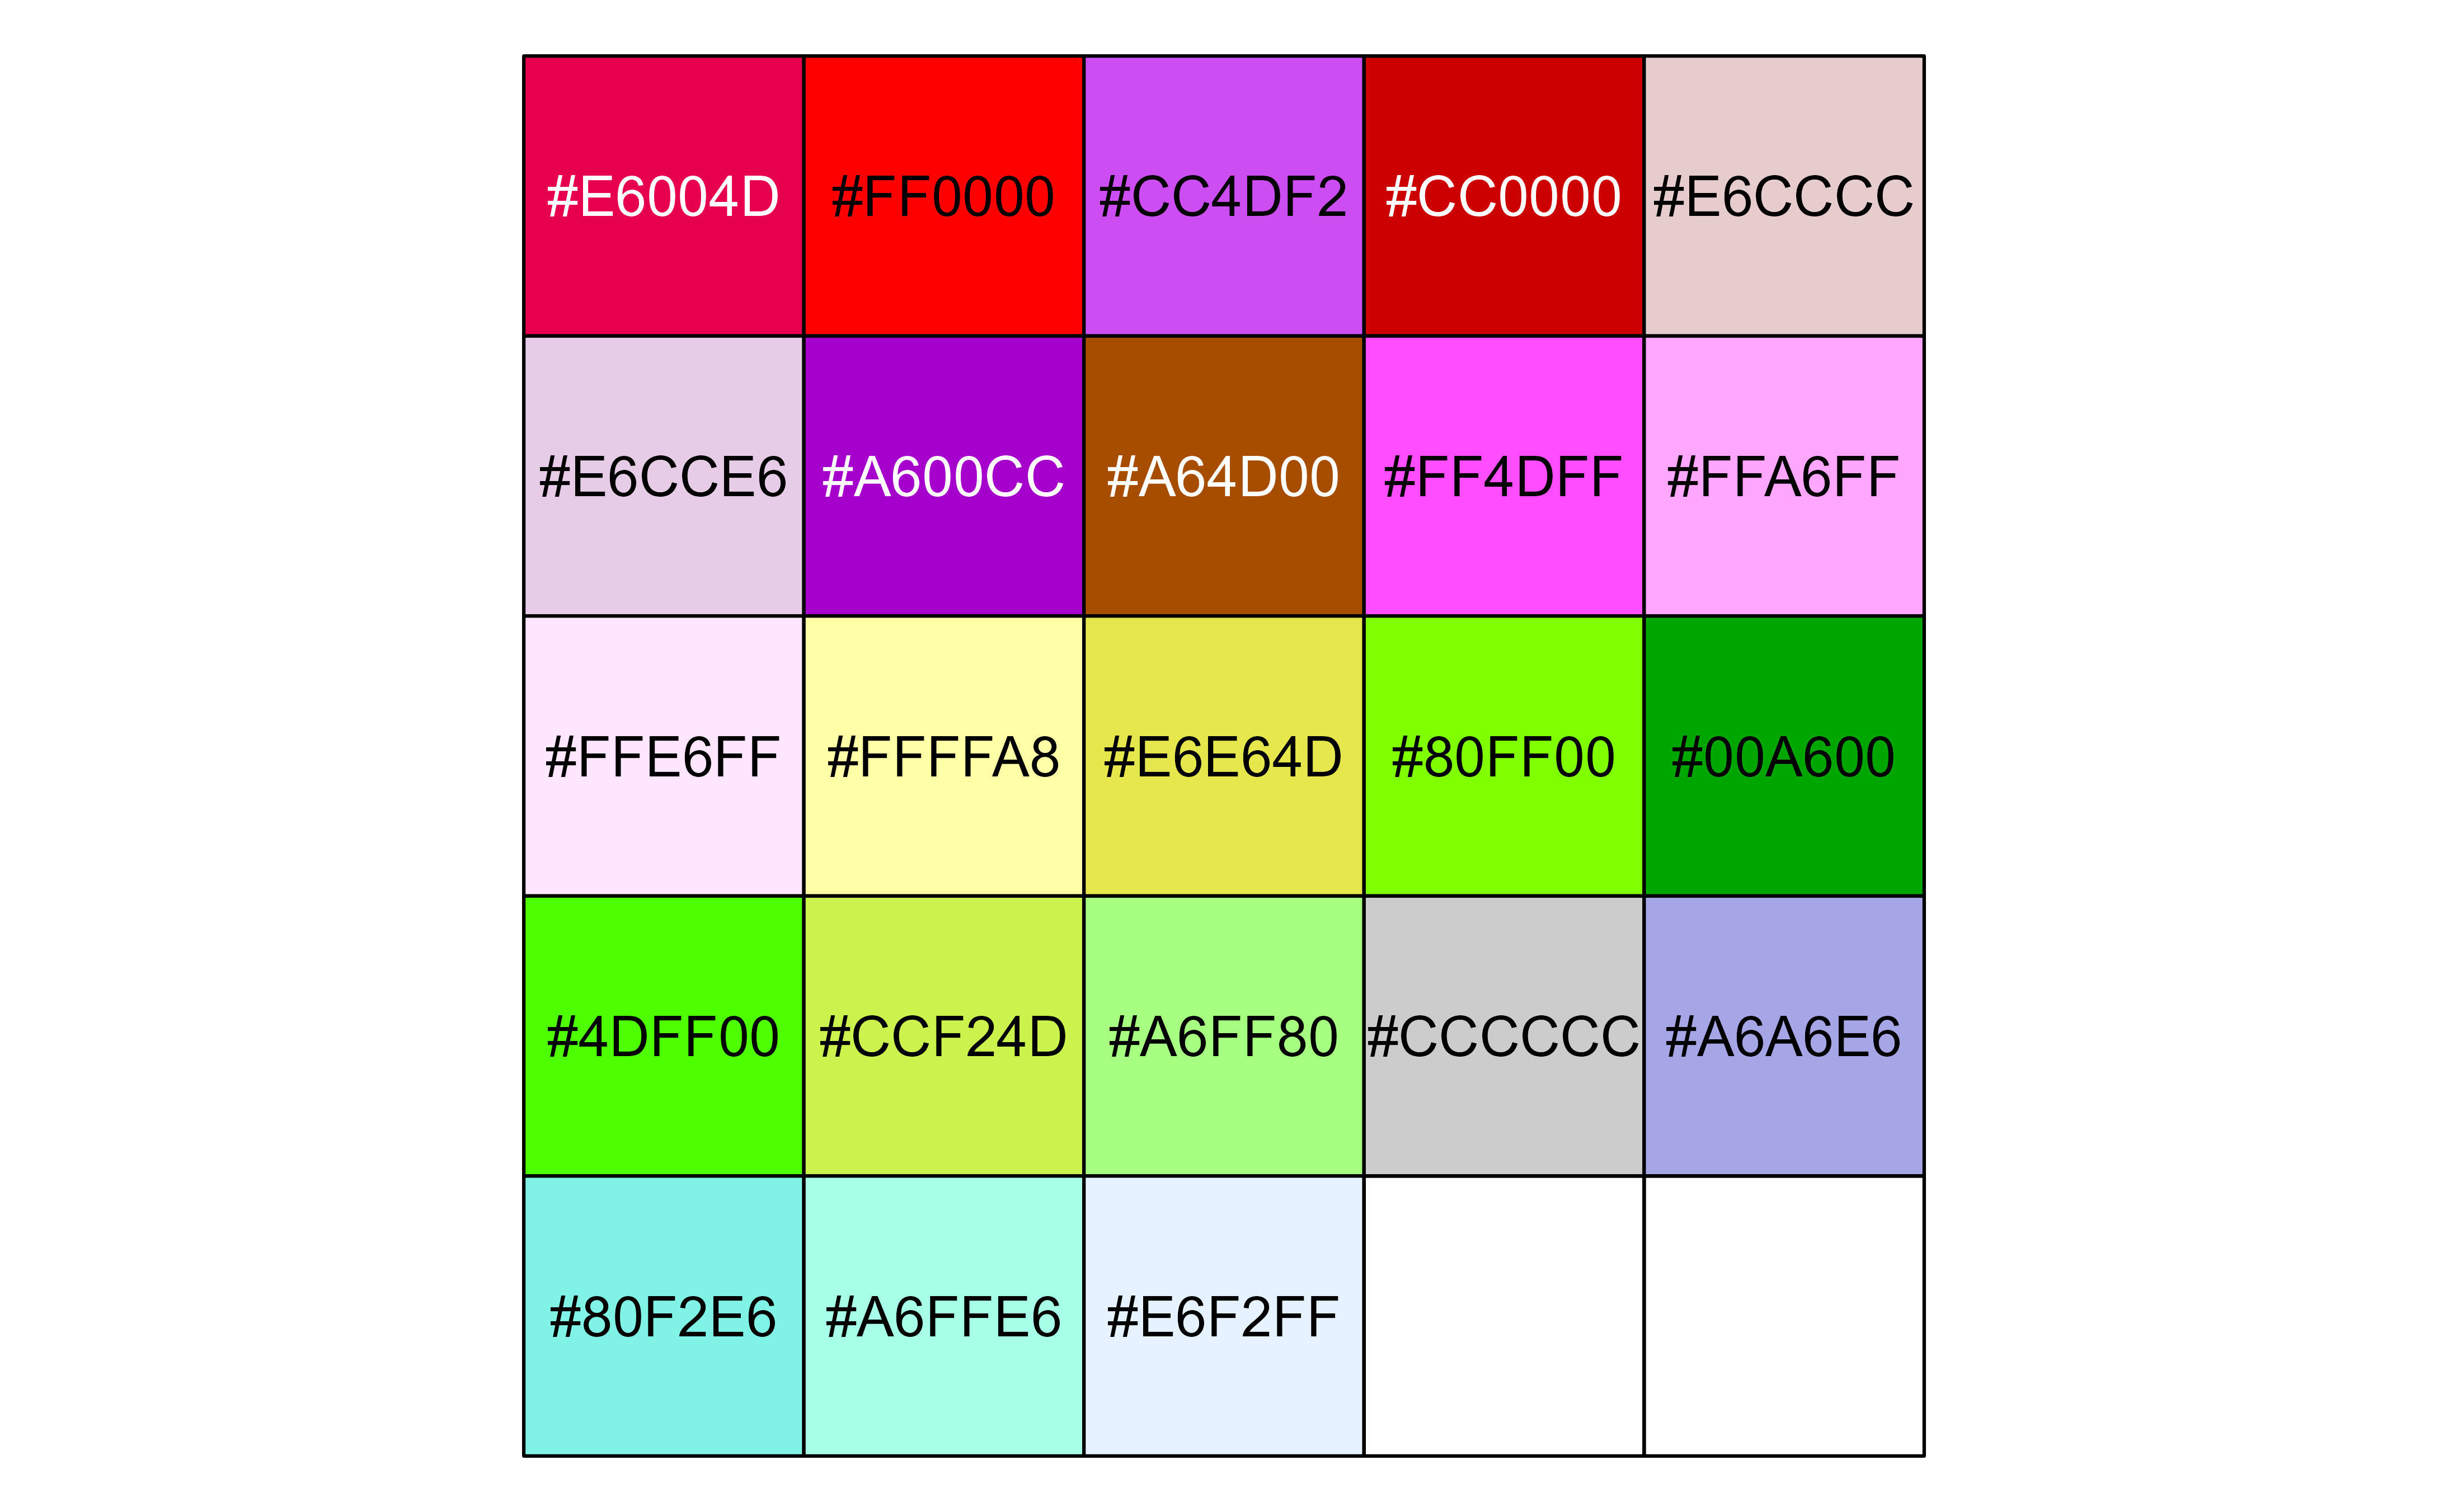 #E6004D #FF0000 #CC4DF2 #CC0000 #E6CCCC
#E6CCE6 #A600CC #A64D00 #FF4DFF #FFA6FF
#FFE6FF #FFFFA8 #E6E64D #80FF00 #00A600
#4DFF00 #CCF24D #A6FF80 #CCCCCC #A6A6E6
#80F2E6 #A6FFE6 #E6F2FF